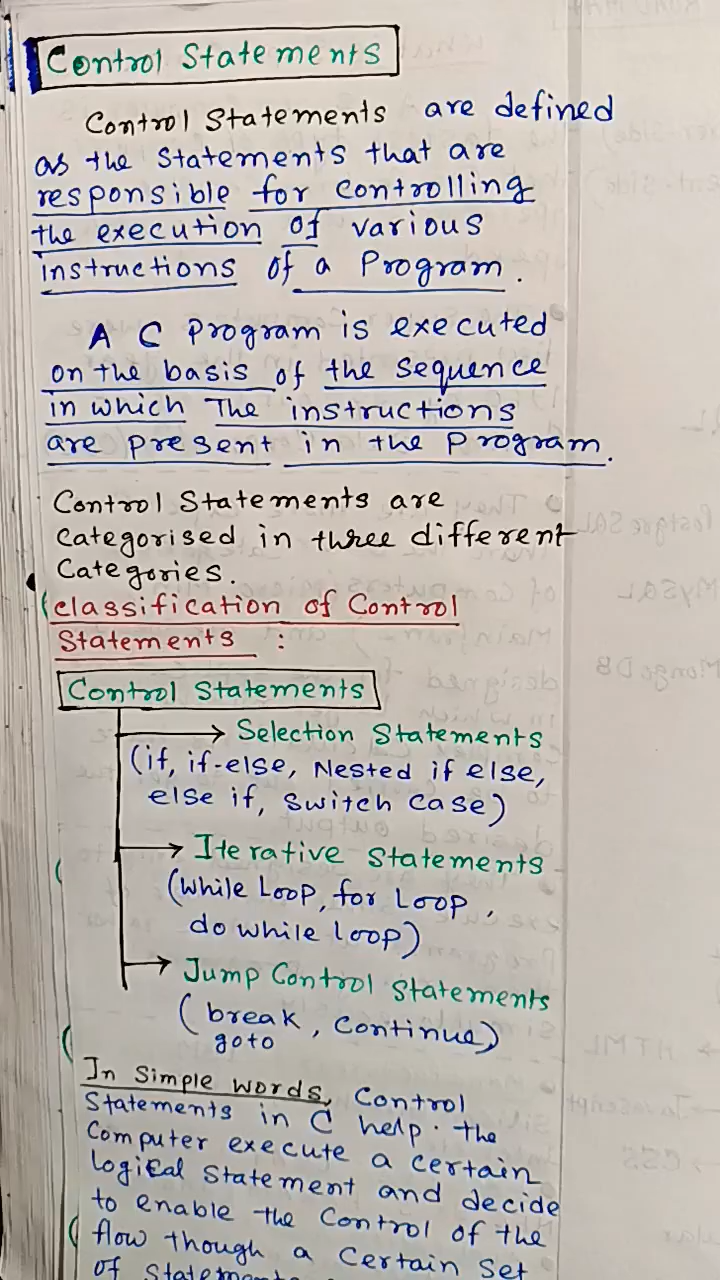 Control Statements
Control Statements are defined
as the Statements that are
responsible for controlling
the execution of various
instructions of a Program.
A C Program is executed
on the basis of the sequence
in which The instructions
are present in the Program.
Control Statements are
Categorised in three different
Categories.
Classification of Control
Statements :
Control Statements
Selection Statements
(if, if-else, Nested if else,
else if, Switch Case)
Iterative Statements
(While Loop, for Loop,
do while loop)
Jump Control Statements
(break, Continue)
goto
In Simple words, Control
Statements in C help. the
Computer execute a certain
logical Statement and decide
to enable the Control of the
flow though a Certain Set
of